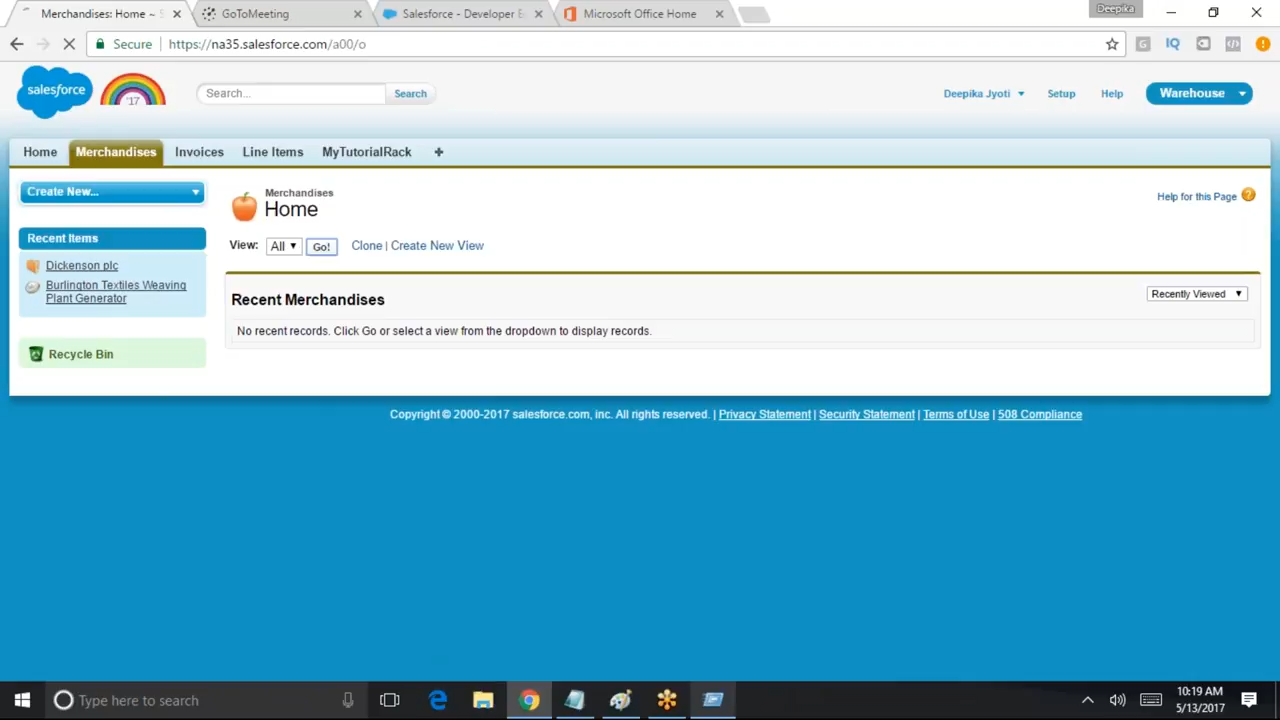 Merchandises: Home ~ S
GoToMeeting
Salesforce - Developer E
Microsoft Office Home
Deepika
Secure
https://na35.salesforce.com/a00/o
G
IQ
salesforce
'17
Search...
Search
Deepika Jyoti
Setup
Help
Warehouse
Home
Merchandises
Invoices
Line Items
MyTutorialRack
+
Create New...
Recent Items
Dickenson plc
Burlington Textiles Weaving
Plant Generator
Recycle Bin
Merchandises
Home
Help for this Page
?
View:
All
Go!
Clone | Create New View
Recent Merchandises
Recently Viewed
No recent records. Click Go or select a view from the dropdown to display records.
Copyright © 2000-2017 salesforce.com, inc. All rights reserved. | Privacy Statement | Security Statement | Terms of Use | 508 Compliance
Type here to search
10:19 AM
5/13/2017